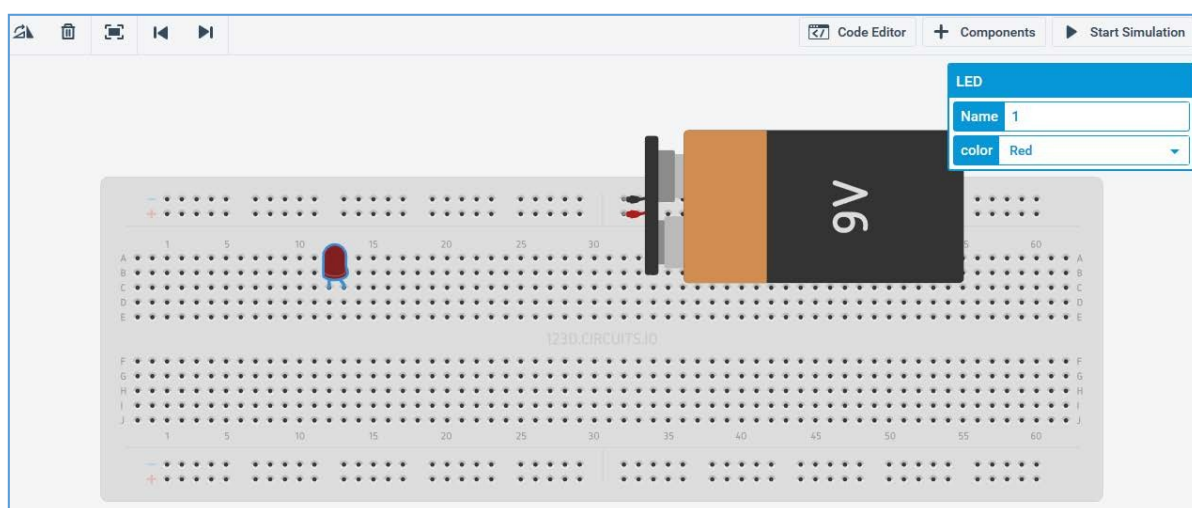 Code Editor
Components
Start Simulation
LED
Name 1
color Red
9V
- +
1 5 10 15 20 25 30 5 60
A A
B B
C C
D D
E E
123D.CIRCUITS.IO
F F
G G
H H
I I
J J
1 5 10 15 20 25 30 35 40 45 50 55 60
- +